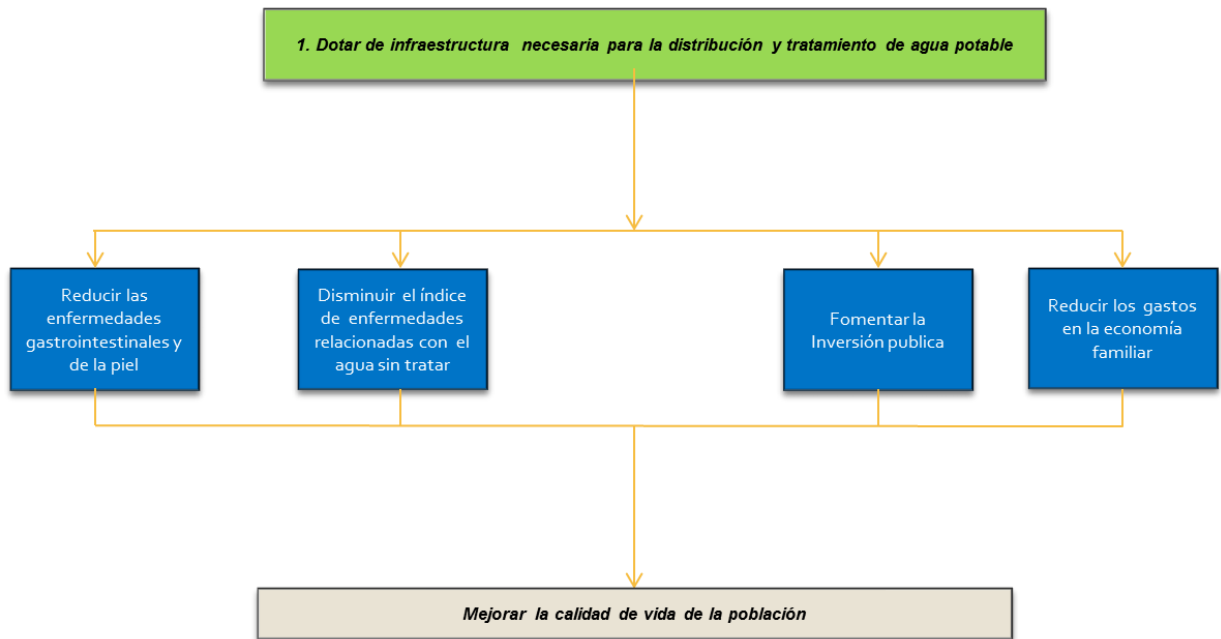 1. Dotar de infraestructura necesaria para la distribución y tratamiento de agua potable
Reducir las
enfermedades
gastrointestinales y
de la piel
Disminuir el índice
de enfermedades
relacionadas con el
agua sin tratar
Fomentar la
Inversión publica
Reducir los gastos
en la economía
familiar
Mejorar la calidad de vida de la población